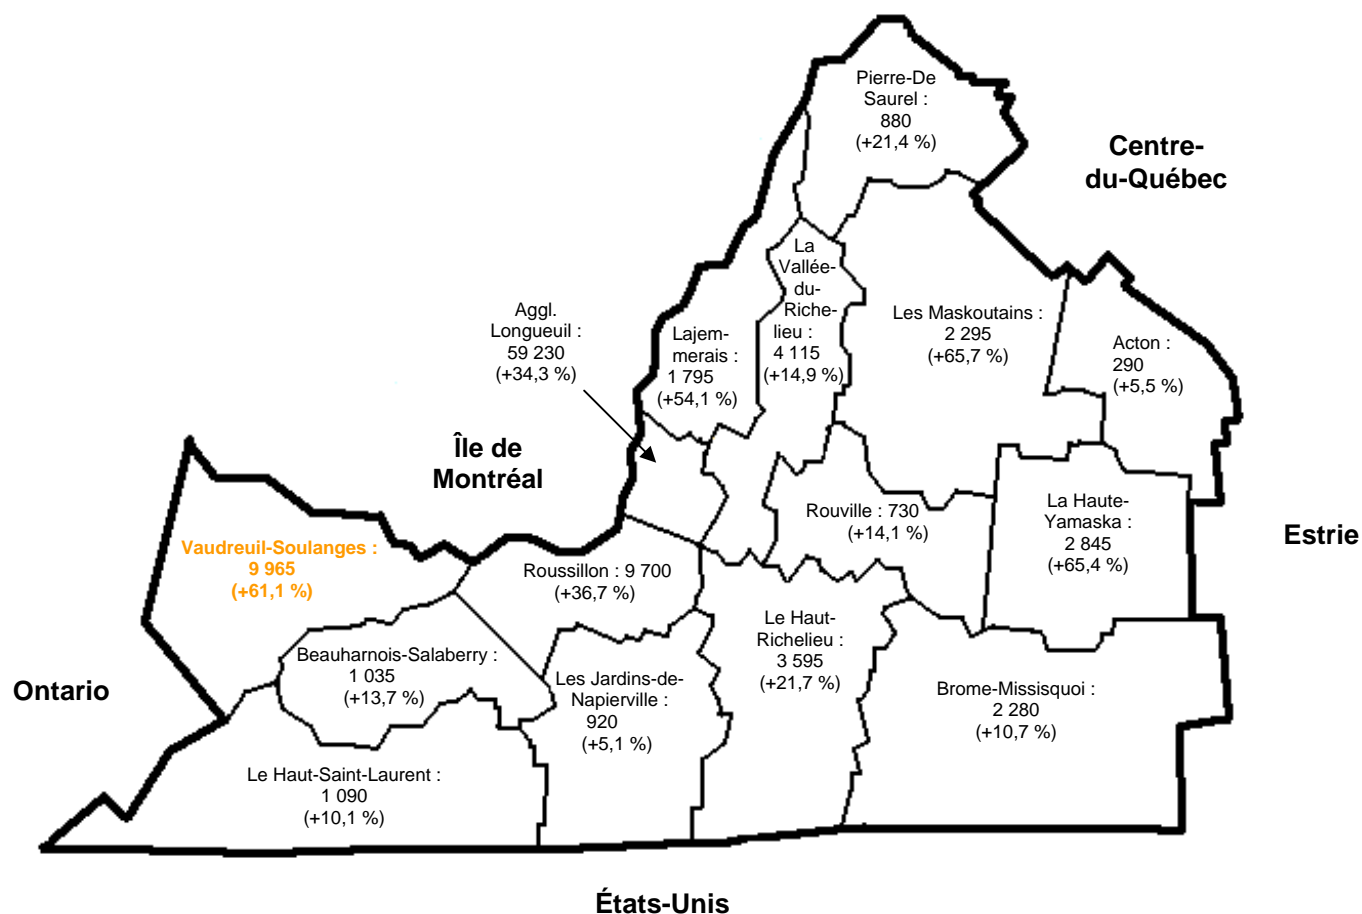 Pierre-De
Saurel :
880
(+21,4 %)
Centre-
du-Québec
La
Vallée-
du-
Riche-
lieu :
4 115
(+14,9 %)
Les Maskoutains :
2 295
(+65,7 %)
Acton :
290
(+5,5 %)
Aggl.
Longueuil :
59 230
(+34,3 %)
Lajem-
merais :
1 795
(+54,1 %)
Île de
Montréal
La Haute-
Yamaska :
2 845
(+65,4 %)
Rouville : 730
(+14,1 %)
Estrie
Vaudreuil-Soulanges :
9 965
(+61,1 %)
Roussillon : 9 700
(+36,7 %)
Le Haut-
Richelieu :
3 595
(+21,7 %)
Beauharnois-Salaberry :
1 035
(+13,7 %)
Les Jardins-de-
Napierville :
920
(+5,1 %)
Brome-Missisquoi :
2 280
(+10,7 %)
Ontario
Le Haut-Saint-Laurent :
1 090
(+10,1 %)
États-Unis